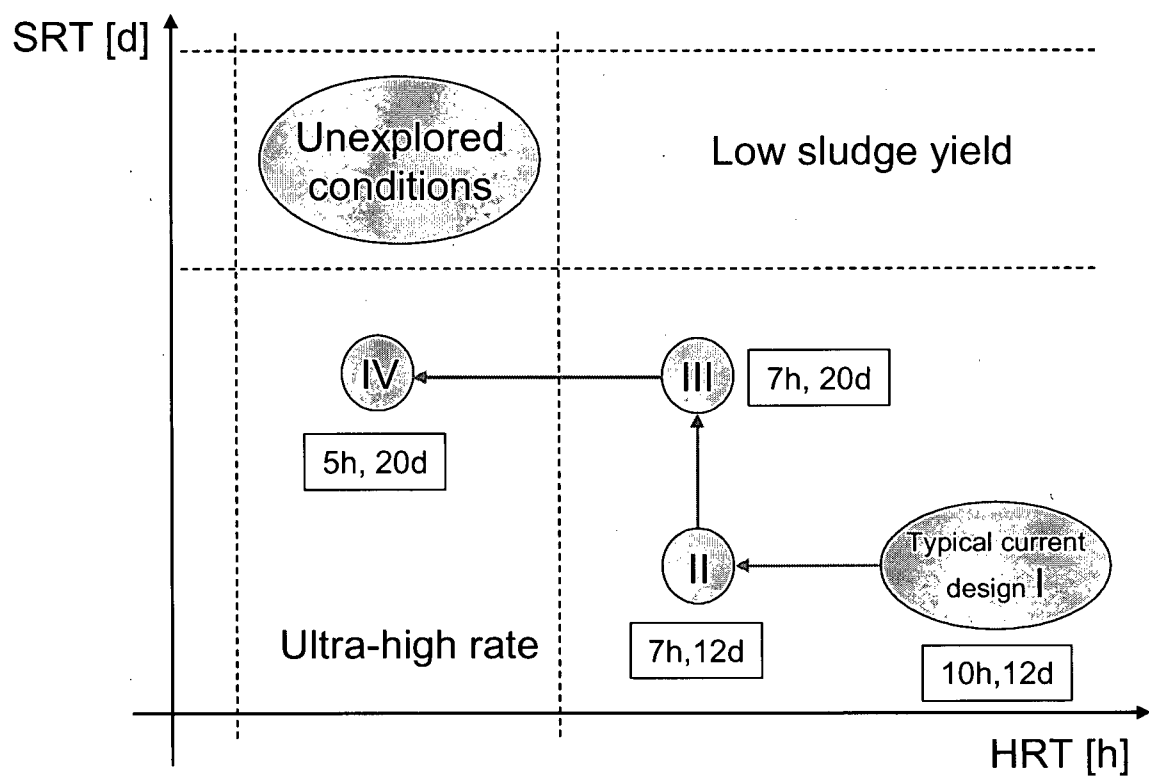 SRT [d]
Unexplored
conditions
Low sludge yield
IV
III
7h, 20d
5h, 20d
II
Typical current
design I
Ultra-high rate
7h,12d
10h,12d
HRT [h]